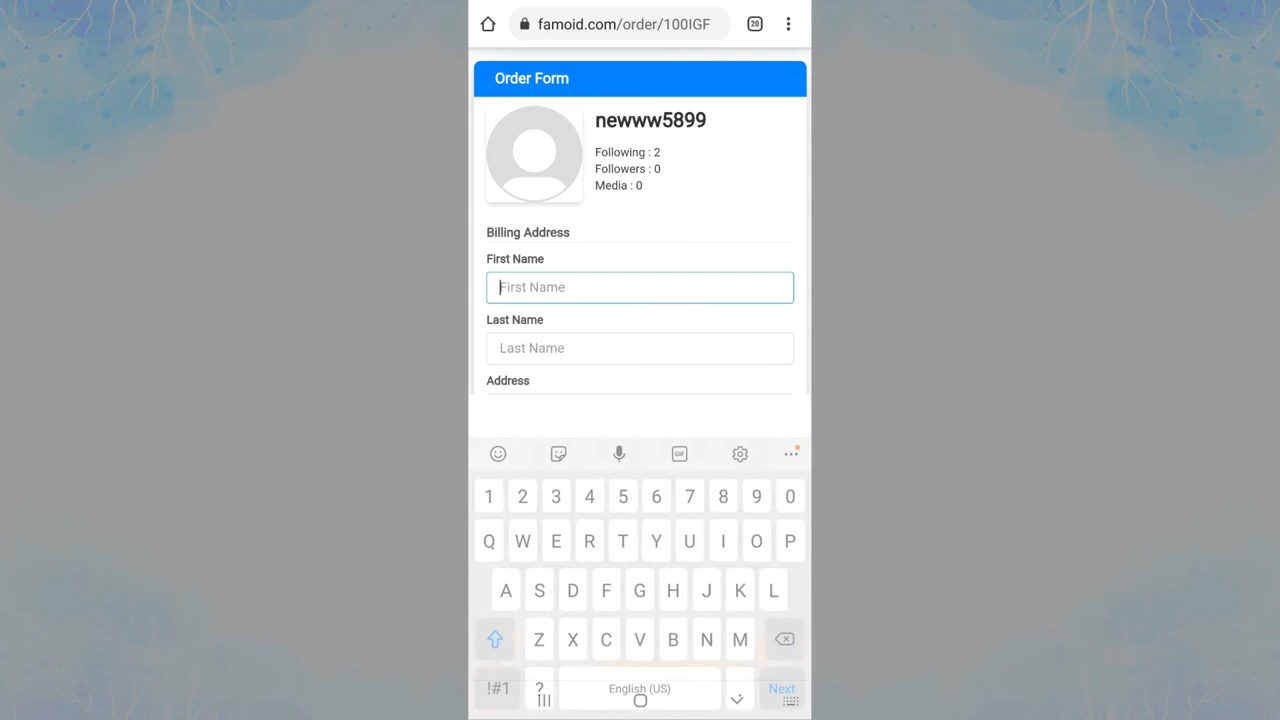 famoid.com/order/100IGF
20
Order Form
newww5899
Following : 2
Followers : 0
Media : 0
Billing Address
First Name
First Name
Last Name
Last Name
Address
GIF
1 2 3 4 5 6 7 8 9 0
Q W E R T Y U I O P
A S D F G H J K L
Z X C V B N M
!#1 ? English (US) Next